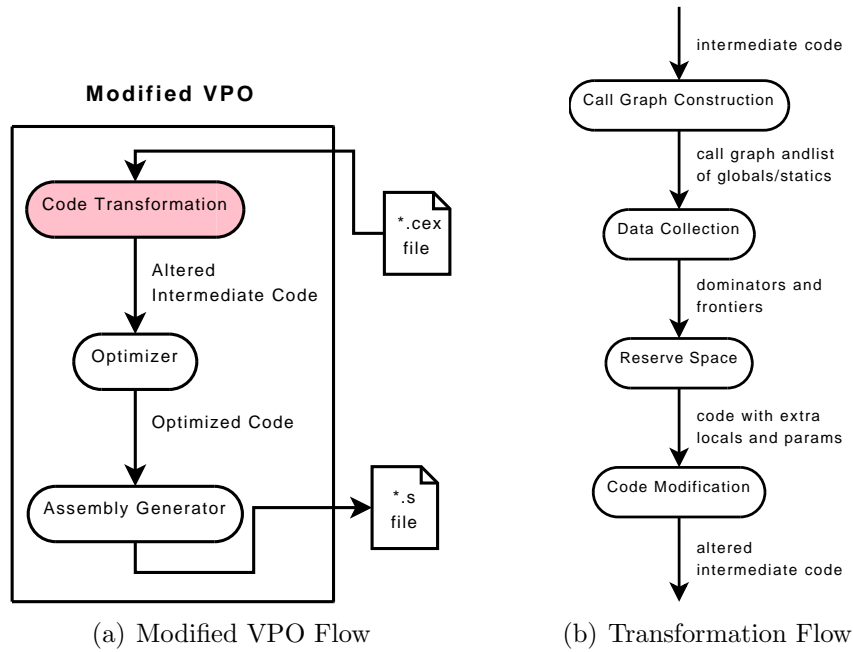 Modified VPO
Code Transformation
*.cex
file
Altered
Intermediate Code
Optimizer
Optimized Code
Assembly Generator
*.s
file
(a) Modified VPO Flow
intermediate code
Call Graph Construction
call graph andlist
of globals/statics
Data Collection
dominators and
frontiers
Reserve Space
code with extra
locals and params
Code Modification
altered
intermediate code
(b) Transformation Flow